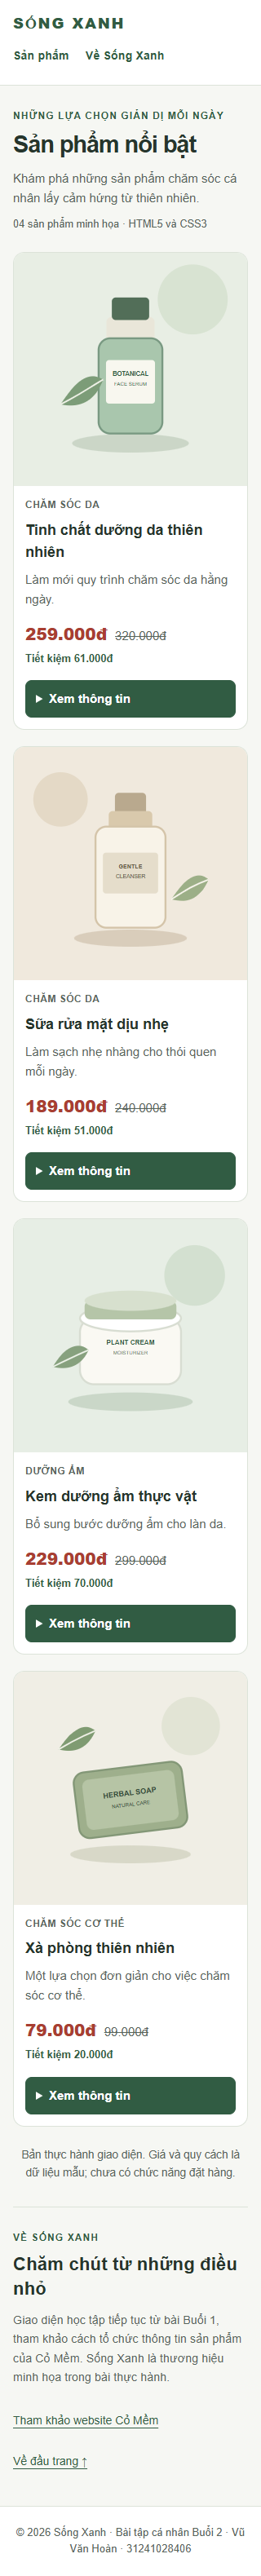 SỐNG XANH
Sản phẩm Về Sống Xanh
NHỮNG LỰA CHỌN GIẢN DỊ MỖI NGÀY
Sản phẩm nổi bật
Khám phá những sản phẩm chăm sóc cá
nhân lấy cảm hứng từ thiên nhiên.
04 sản phẩm minh họa · HTML5 và CSS3
BOTANICAL
FACE SERUM
CHĂM SÓC DA
Tinh chất dưỡng da thiên
nhiên
Làm mới quy trình chăm sóc da hằng
ngày.
259.000đ 320.000đ
Tiết kiệm 61.000đ
▶ Xem thông tin
GENTLE
CLEANSER
CHĂM SÓC DA
Sữa rửa mặt dịu nhẹ
Làm sạch nhẹ nhàng cho thói quen
mỗi ngày.
189.000đ 240.000đ
Tiết kiệm 51.000đ
▶ Xem thông tin
PLANT CREAM
MOISTURIZER
DƯỠNG ẨM
Kem dưỡng ẩm thực vật
Bổ sung bước dưỡng ẩm cho làn da.
229.000đ 299.000đ
Tiết kiệm 70.000đ
▶ Xem thông tin
HERBAL SOAP
NATURAL CARE
CHĂM SÓC CƠ THỂ
Xà phòng thiên nhiên
Một lựa chọn đơn giản cho việc chăm
sóc cơ thể.
79.000đ 99.000đ
Tiết kiệm 20.000đ
▶ Xem thông tin
Bản thực hành giao diện. Giá và quy cách là
dữ liệu mẫu; chưa có chức năng đặt hàng.
VỀ SỐNG XANH
Chăm chút từ những điều
nhỏ
Giao diện học tập tiếp tục từ bài Buổi 1,
tham khảo cách tổ chức thông tin sản phẩm
của Cỏ Mềm. Sống Xanh là thương hiệu
minh họa trong bài thực hành.
Tham khảo website Cỏ Mềm
Về đầu trang ↑
© 2026 Sống Xanh · Bài tập cá nhân Buổi 2 · Vũ
Văn Hoàn · 31241028406